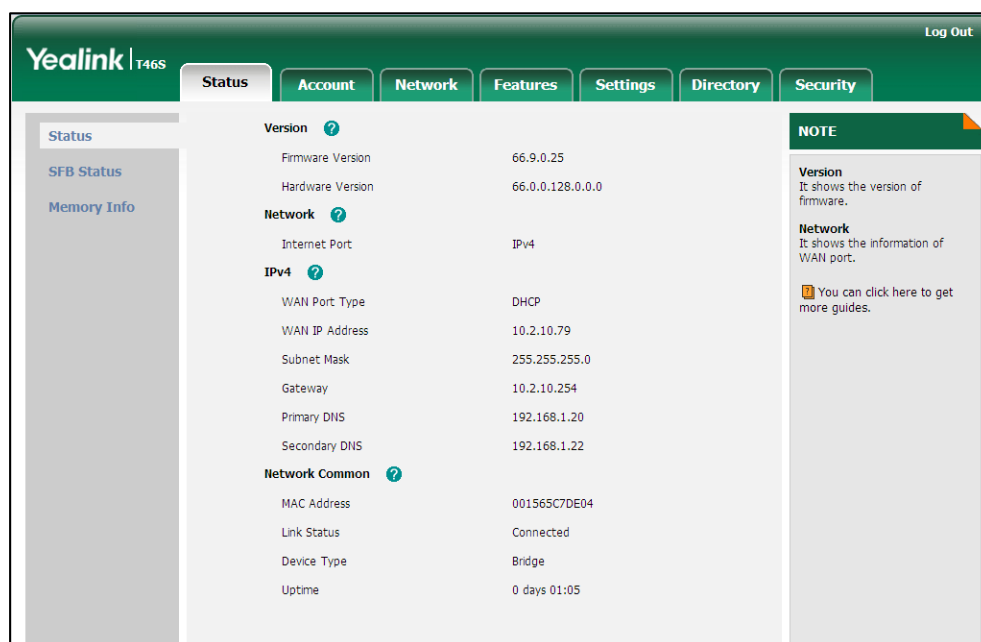 Log Out
Yealink T46S
Status
Account
Network
Features
Settings
Directory
Security
Status
SFB Status
Memory Info
Version ?
Firmware Version 66.9.0.25
Hardware Version 66.0.0.128.0.0.0
Network ?
Internet Port IPv4
IPv4 ?
WAN Port Type DHCP
WAN IP Address 10.2.10.79
Subnet Mask 255.255.255.0
Gateway 10.2.10.254
Primary DNS 192.168.1.20
Secondary DNS 192.168.1.22
Network Common ?
MAC Address 001565C7DE04
Link Status Connected
Device Type Bridge
Uptime 0 days 01:05
NOTE
Version
It shows the version of
firmware.
Network
It shows the information of
WAN port.
? You can click here to get
more guides.